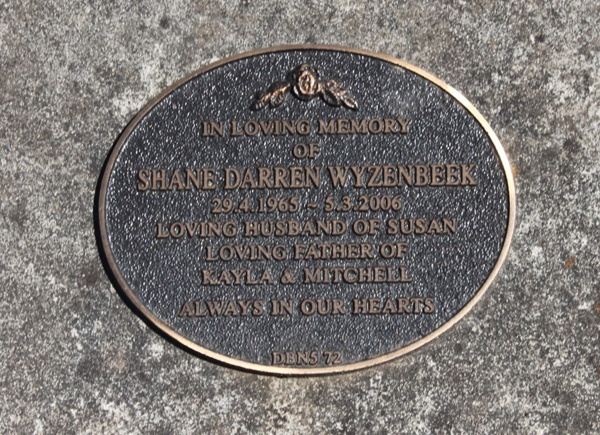 IN LOVING MEMORY
OF
SHANE DARREN WYZENBEEK
29.4.1965 ~ 5.3.2006
LOVING HUSBAND OF SUSAN
LOVING FATHER OF
KAYLA & MITCHELL
ALWAYS IN OUR HEARTS
DBN5 72